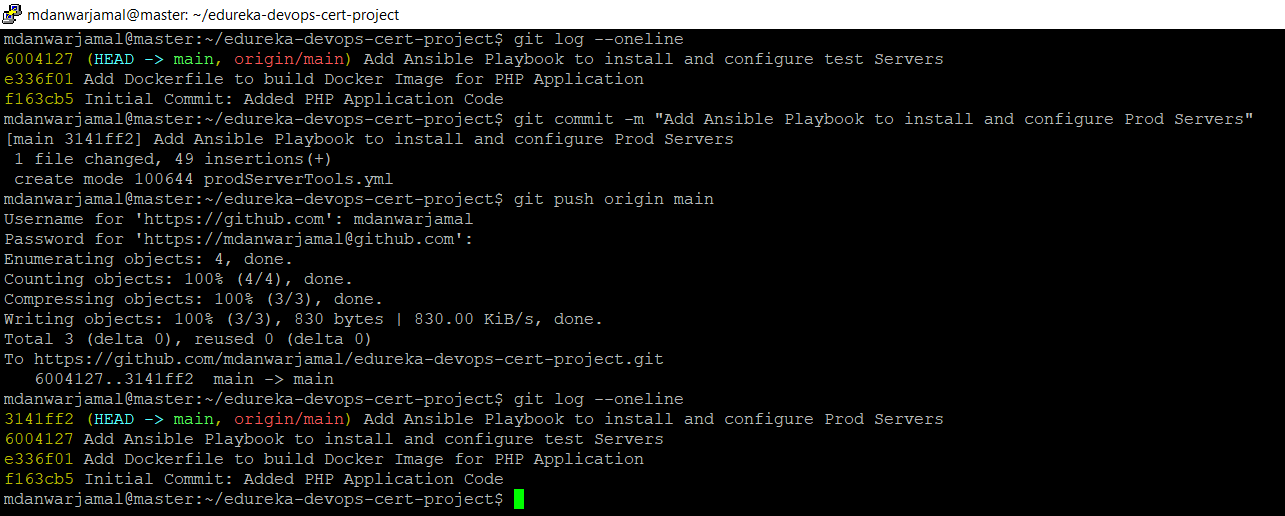 mdanwarjamal@master: ~/edureka-devops-cert-project
mdanwarjamal@master:~/edureka-devops-cert-project$ git log --oneline
6004127 (HEAD -> main, origin/main) Add Ansible Playbook to install and configure test Servers
e336f01 Add Dockerfile to build Docker Image for PHP Application
f163cb5 Initial Commit: Added PHP Application Code
mdanwarjamal@master:~/edureka-devops-cert-project$ git commit -m "Add Ansible Playbook to install and configure Prod Servers"
[main 3141ff2] Add Ansible Playbook to install and configure Prod Servers
 1 file changed, 49 insertions(+)
 create mode 100644 prodServerTools.yml
mdanwarjamal@master:~/edureka-devops-cert-project$ git push origin main
Username for 'https://github.com': mdanwarjamal
Password for 'https://mdanwarjamal@github.com':
Enumerating objects: 4, done.
Counting objects: 100% (4/4), done.
Compressing objects: 100% (3/3), done.
Writing objects: 100% (3/3), 830 bytes | 830.00 KiB/s, done.
Total 3 (delta 0), reused 0 (delta 0)
To https://github.com/mdanwarjamal/edureka-devops-cert-project.git
   6004127..3141ff2  main -> main
mdanwarjamal@master:~/edureka-devops-cert-project$ git log --oneline
3141ff2 (HEAD -> main, origin/main) Add Ansible Playbook to install and configure Prod Servers
6004127 Add Ansible Playbook to install and configure test Servers
e336f01 Add Dockerfile to build Docker Image for PHP Application
f163cb5 Initial Commit: Added PHP Application Code
mdanwarjamal@master:~/edureka-devops-cert-project$